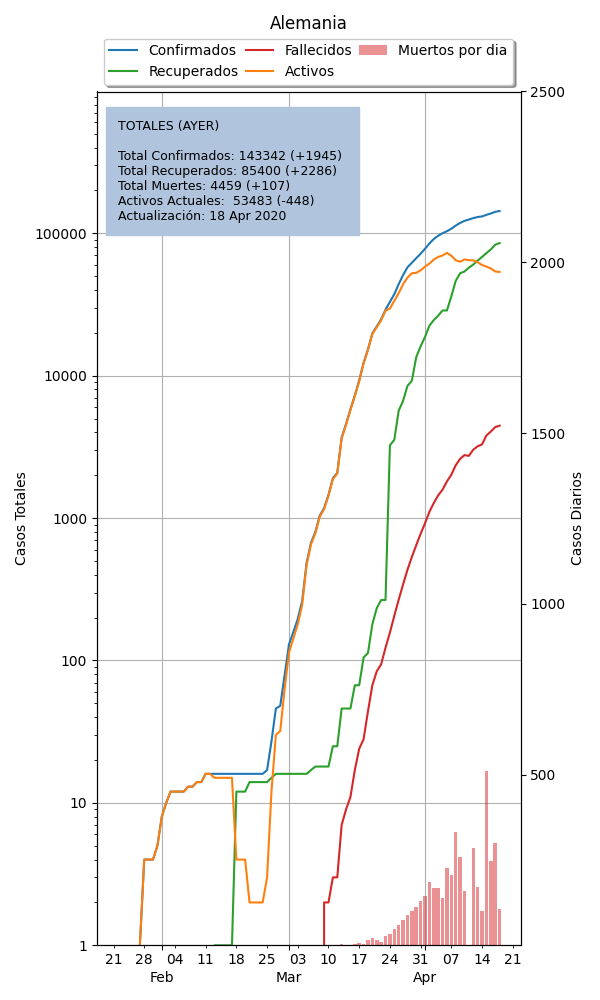 Alemania
Confirmados Fallecidos Muertos por dia
Recuperados Activos
TOTALES (AYER)
Total Confirmados: 143342 (+1945)
Total Recuperados: 85400 (+2286)
Total Muertes: 4459 (+107)
Activos Actuales:  53483 (-448)
Actualización: 18 Apr 2020
100000
10000
1000
100
10
1
Casos Totales
2500
2000
1500
1000
500
Casos Diarios
21 28 04 11 18 25 03 10 17 24 31 07 14 21
Feb Mar Apr